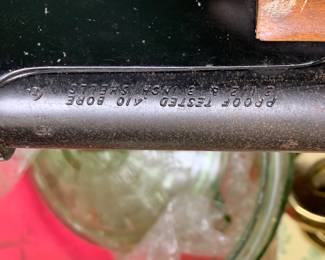 PROOF TESTED .410 BORE
2 1/2 & 3 INCH SHELLS